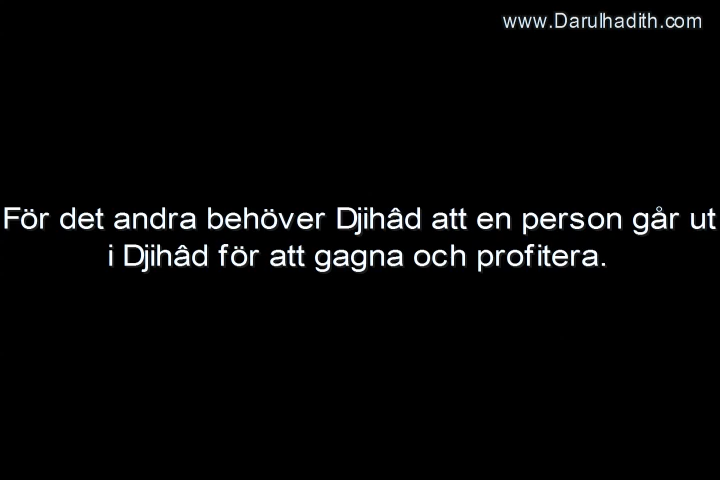 www.Darulhadith.com
För det andra behöver Djihâd att en person går ut
i Djihâd för att gagna och profitera.